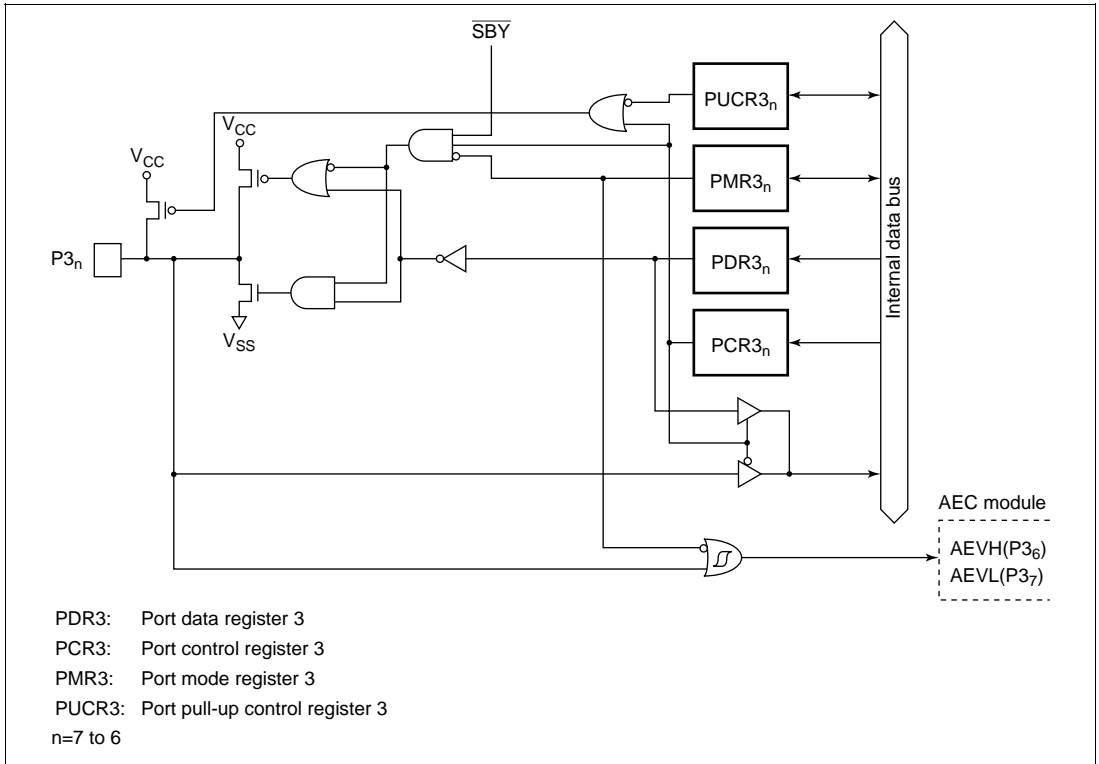 SBY
PUCR3n
VCC
VCC
PMR3n
Internal data bus
P3n
PDR3n
VSS
PCR3n
AEC module
AEVH(P36)
AEVL(P37)
PDR3: Port data register 3
PCR3: Port control register 3
PMR3: Port mode register 3
PUCR3: Port pull-up control register 3
n=7 to 6